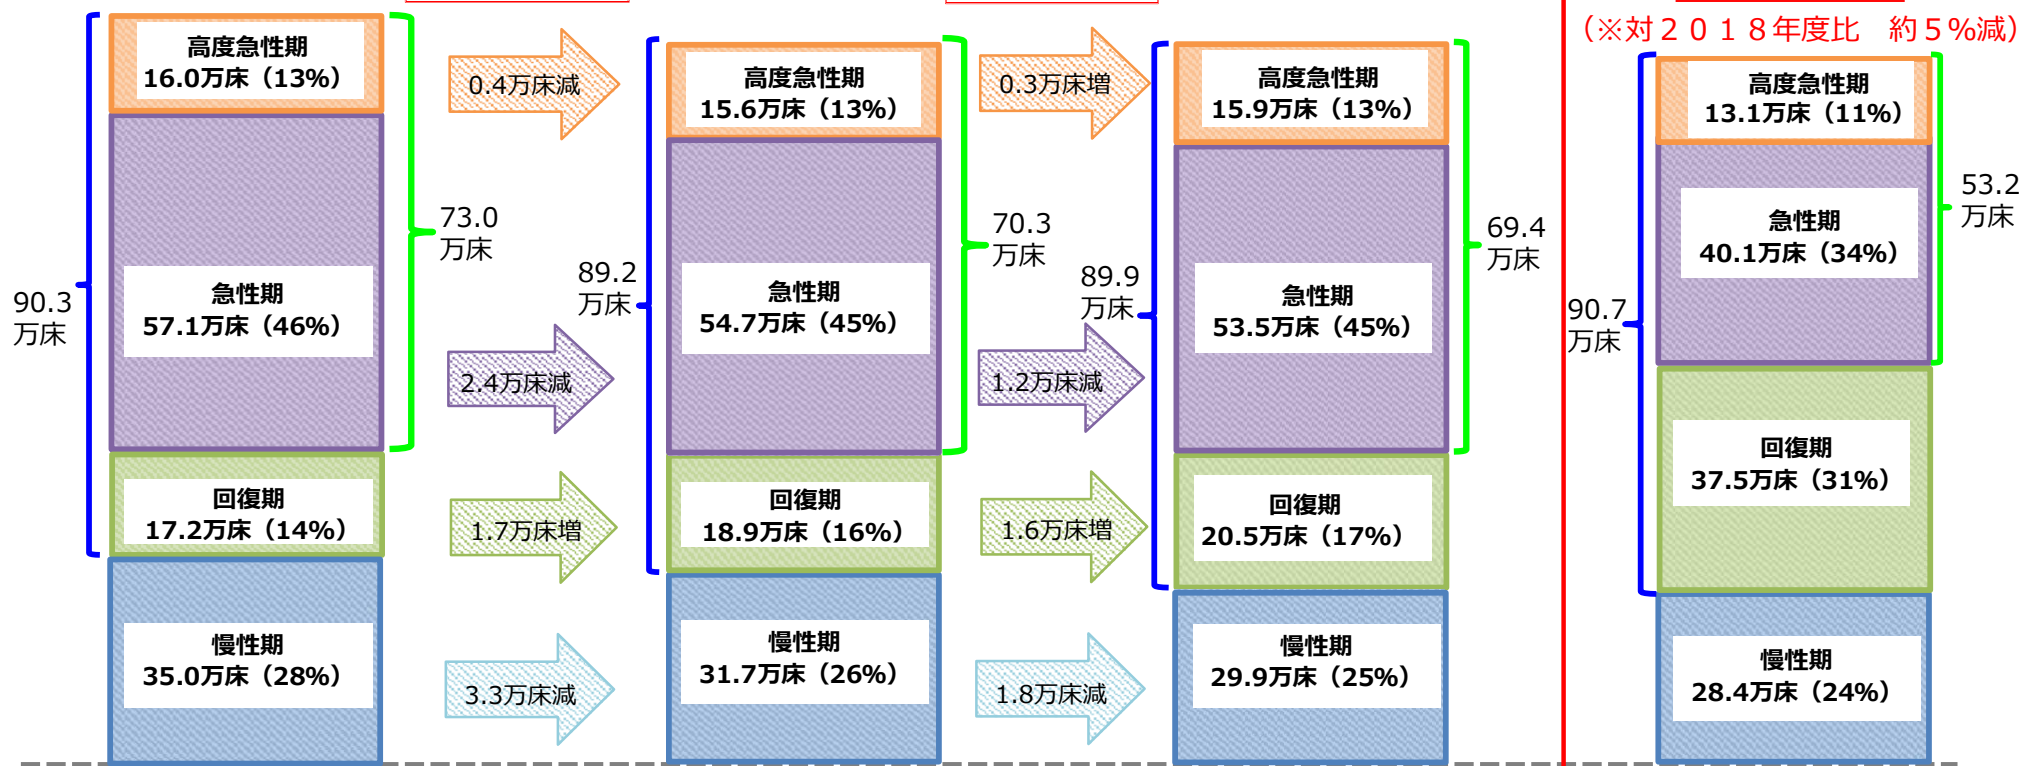 （※対２０１８年度比　約５％減）
高度急性期
16.0万床（13%）
急性期
57.1万床（46%）
回復期
17.2万床（14%）
慢性期
35.0万床（28%）
90.3
万床
73.0
万床
0.4万床減
2.4万床減
1.7万床増
3.3万床減
高度急性期
15.6万床（13%）
急性期
54.7万床（45%）
回復期
18.9万床（16%）
慢性期
31.7万床（26%）
89.2
万床
70.3
万床
0.3万床増
1.2万床減
1.6万床増
1.8万床減
高度急性期
15.9万床（13%）
急性期
53.5万床（45%）
回復期
20.5万床（17%）
慢性期
29.9万床（25%）
89.9
万床
69.4
万床
高度急性期
13.1万床（11%）
急性期
40.1万床（34%）
回復期
37.5万床（31%）
慢性期
28.4万床（24%）
90.7
万床
53.2
万床